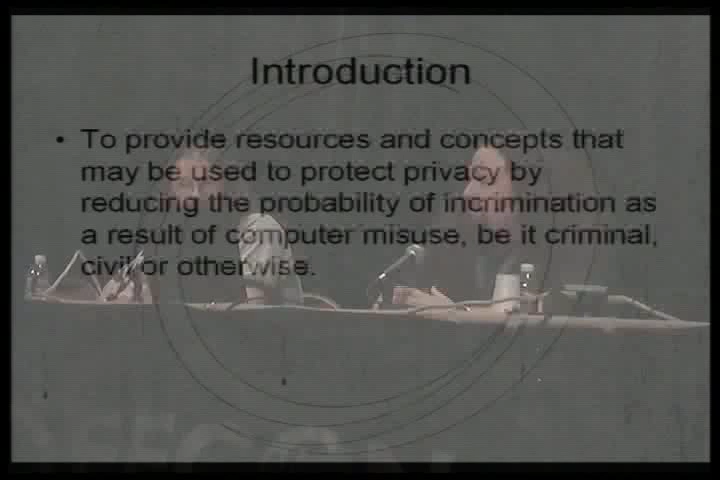 Introduction
• To provide resources and concepts that
may be used to protect privacy by
reducing the probability of incrimination as
a result of computer misuse, be it criminal,
civil or otherwise.